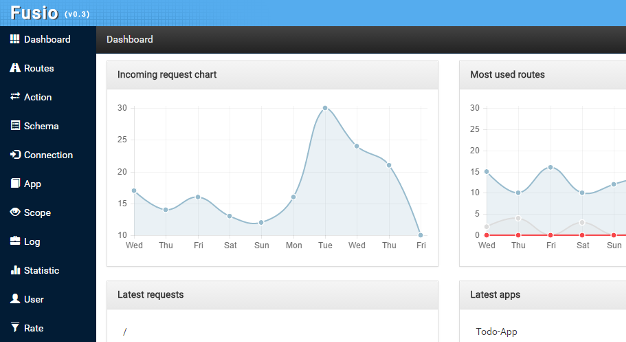 Fusio (v0.3)
Dashboard
Routes
Action
Schema
Connection
App
Scope
Log
Statistic
User
Rate
Dashboard
Incoming request chart
30
25
20
15
10
Wed Thu Fri Sat Sun Mon Tue Wed Thu Fri
Most used routes
30
25
20
15
10
5
0
Wed Thu Fri Sat Sun
Latest requests
/
Latest apps
Todo-App